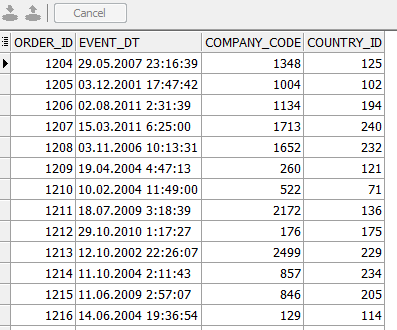 Cancel
ORDER_ID EVENT_DT COMPANY_CODE COUNTRY_ID
1204 29.05.2007 23:16:39 1348 125
1205 03.12.2001 17:47:42 1004 102
1206 02.08.2011 2:31:39 1134 194
1207 15.03.2011 6:25:00 1713 240
1208 03.11.2006 10:13:31 1652 232
1209 19.04.2004 4:47:13 260 121
1210 10.02.2004 11:49:00 522 71
1211 18.07.2009 3:18:39 2172 136
1212 29.10.2010 1:17:27 176 175
1213 12.10.2002 22:26:07 2499 229
1214 11.10.2004 2:11:43 857 234
1215 11.06.2009 2:57:07 846 205
1216 14.06.2004 19:36:54 129 114